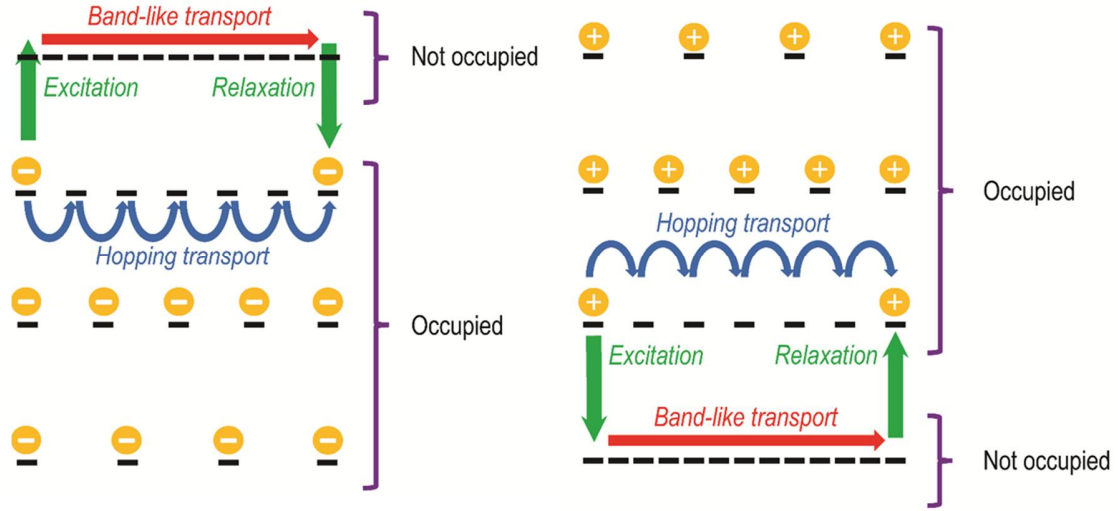 Band-like transport
Not occupied
Excitation
Relaxation
Hopping transport
Occupied
Occupied
Hopping transport
Excitation
Relaxation
Band-like transport
Not occupied